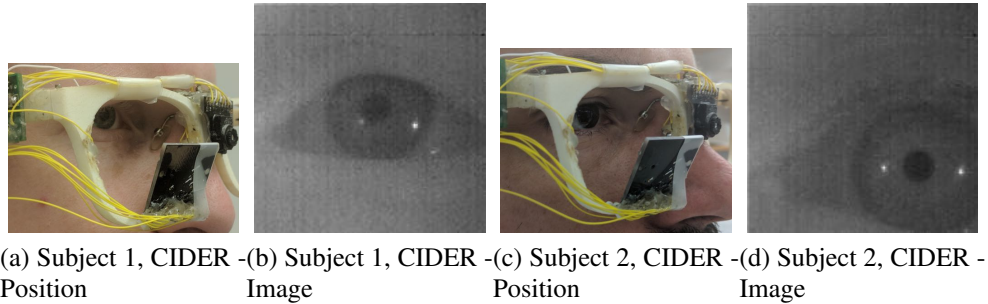 (a) Subject 1, CIDER -
Position
(b) Subject 1, CIDER -
Image
(c) Subject 2, CIDER -
Position
(d) Subject 2, CIDER -
Image